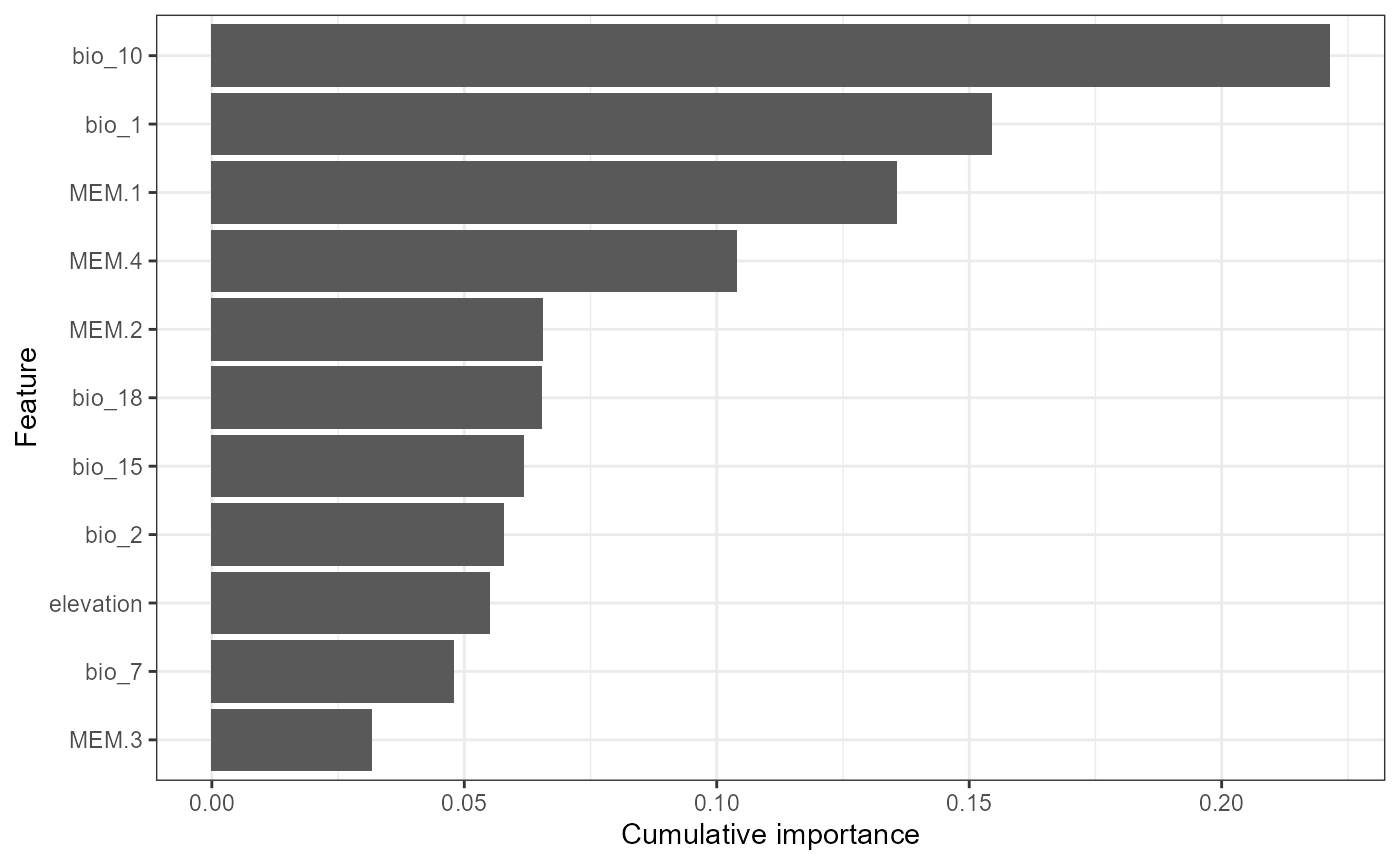 Feature
bio_10
bio_1
MEM.1
MEM.4
MEM.2
bio_18
bio_15
bio_2
elevation
bio_7
MEM.3
0.00 0.05 0.10 0.15 0.20
Cumulative importance